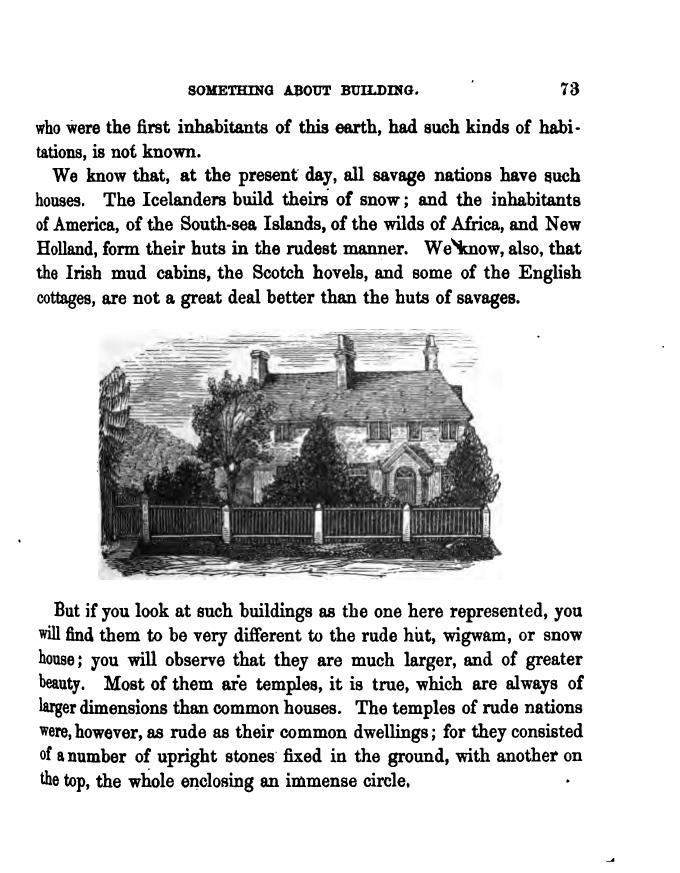 SOMETHING ABOUT BUILDING. 73
who were the first inhabitants of this earth, had such kinds of habi-
tations, is not known.
We know that, at the present day, all savage nations have such
houses. The Icelanders build theirs of snow; and the inhabitants
of America, of the South-sea Islands, of the wilds of Africa, and New
Holland, form their huts in the rudest manner. We know, also, that
the Irish mud cabins, the Scotch hovels, and some of the English
cottages, are not a great deal better than the huts of savages.
But if you look at such buildings as the one here represented, you
will find them to be very different to the rude hut, wigwam, or snow
house; you will observe that they are much larger, and of greater
beauty. Most of them are temples, it is true, which are always of
larger dimensions than common houses. The temples of rude nations
were, however, as rude as their common dwellings; for they consisted
of a number of upright stones fixed in the ground, with another on
the top, the whole enclosing an immense circle.